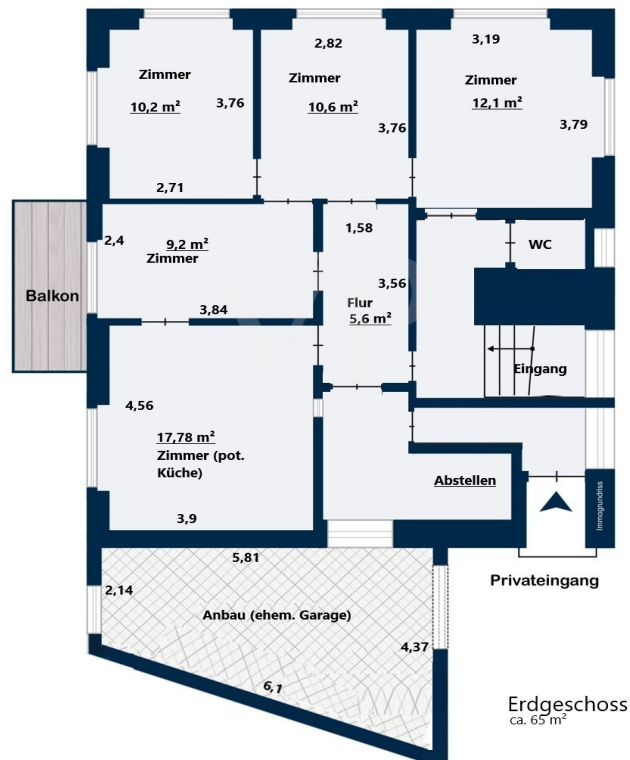 2,82
3,19
Zimmer
10,2 m²
3,76
2,71
Zimmer
10,6 m²
3,76
Zimmer
12,1 m²
3,79
2,4
9,2 m²
Zimmer
3,84
1,58
3,56
Flur
5,6 m²
WC
Balkon
Eingang
4,56
17,78 m²
Zimmer (pot.
Küche)
3,9
Abstellen
Immogrundriss
Privateingang
5,81
2,14
Anbau (ehem. Garage)
4,37
6,1
Erdgeschoss
ca. 65 m²
VP